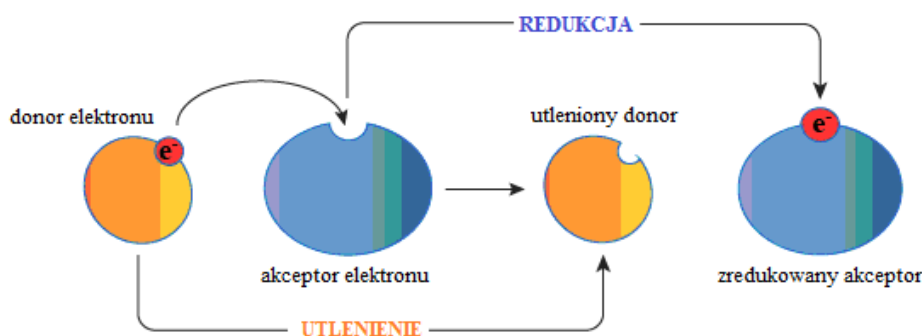 REDUKCJA
donor elektronu
utleniony donor
e-
e-
akceptor elektronu
zredukowany akceptor
UTLENIENIE